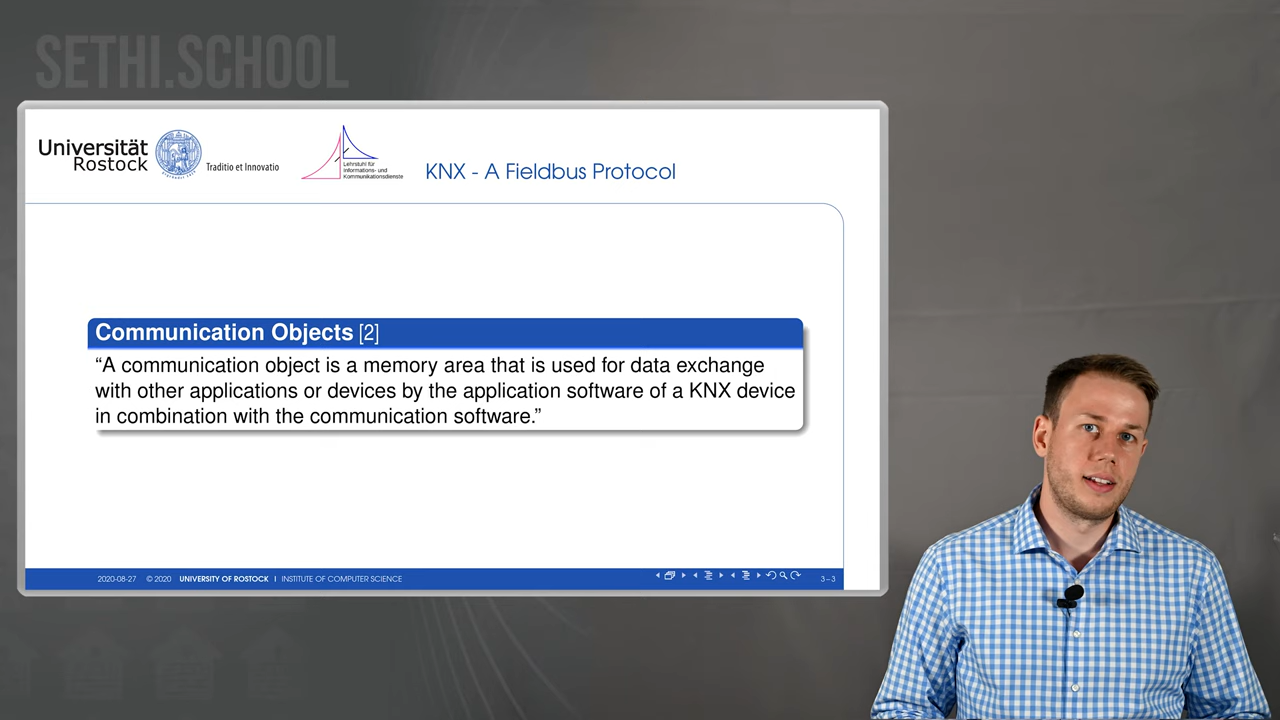 SETHI.SCHOOL
Universität
Rostock
Traditio et Innovatio
Lehrstuhl für
Informations- und
Kommunikationsdienste
KNX - A Fieldbus Protocol
Communication Objects [2]
“A communication object is a memory area that is used for data exchange
with other applications or devices by the application software of a KNX device
in combination with the communication software.”
2020-08-27 © 2020 UNIVERSITY OF ROSTOCK | INSTITUTE OF COMPUTER SCIENCE
3–3